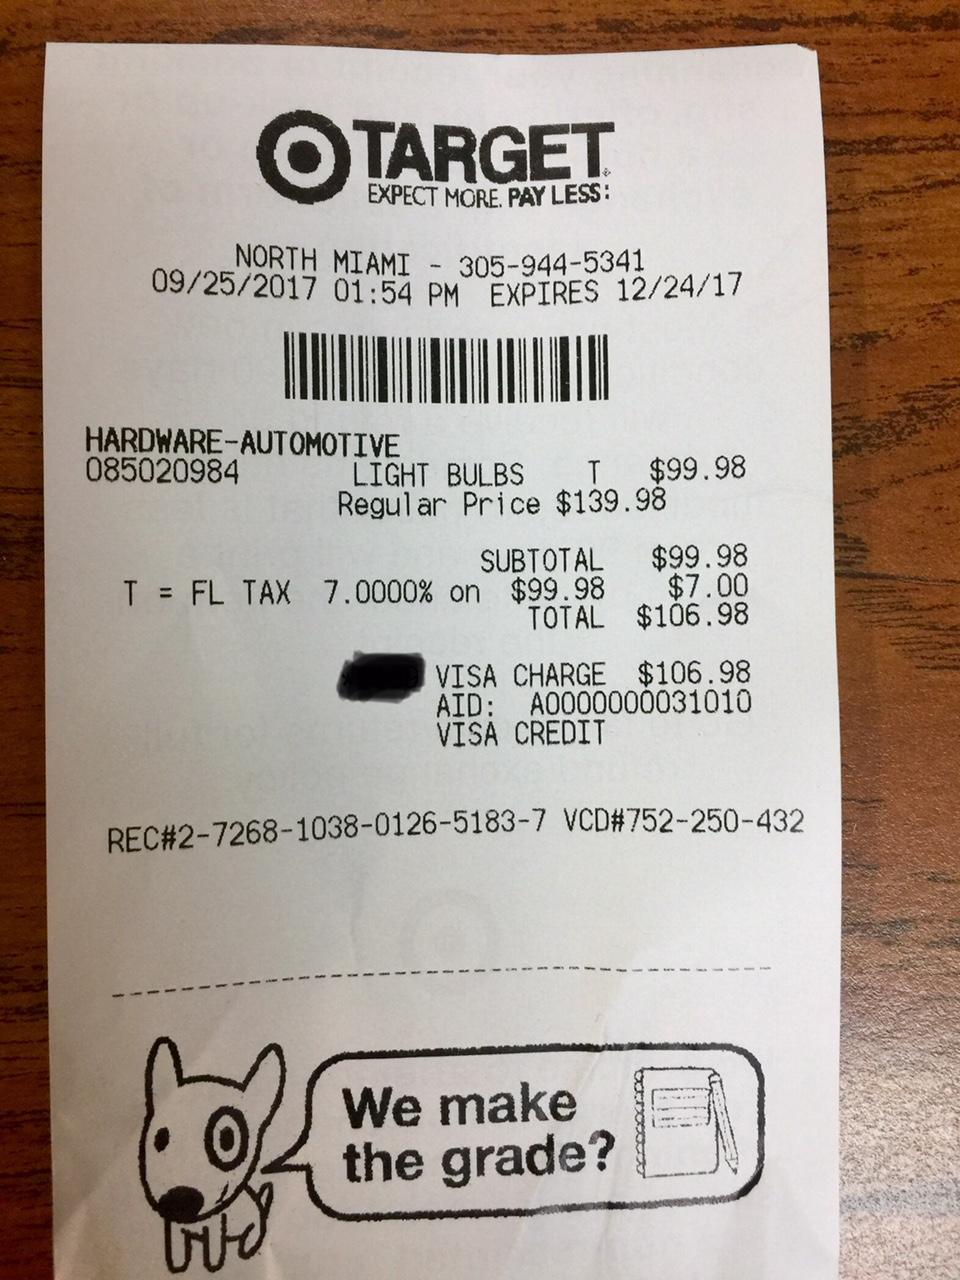 TARGET
EXPECT MORE. PAY LESS:
NORTH MIAMI - 305-944-5341
09/25/2017 01:54 PM EXPIRES 12/24/17
HARDWARE-AUTOMOTIVE
085020984 LIGHT BULBS T $99.98
Regular Price $139.98
SUBTOTAL $99.98
T = FL TAX 7.0000% on $99.98 $7.00
TOTAL $106.98
VISA CHARGE $106.98
AID: A0000000031010
VISA CREDIT
REC#2-7268-1038-0126-5183-7 VCD#752-250-432
We make
the grade?